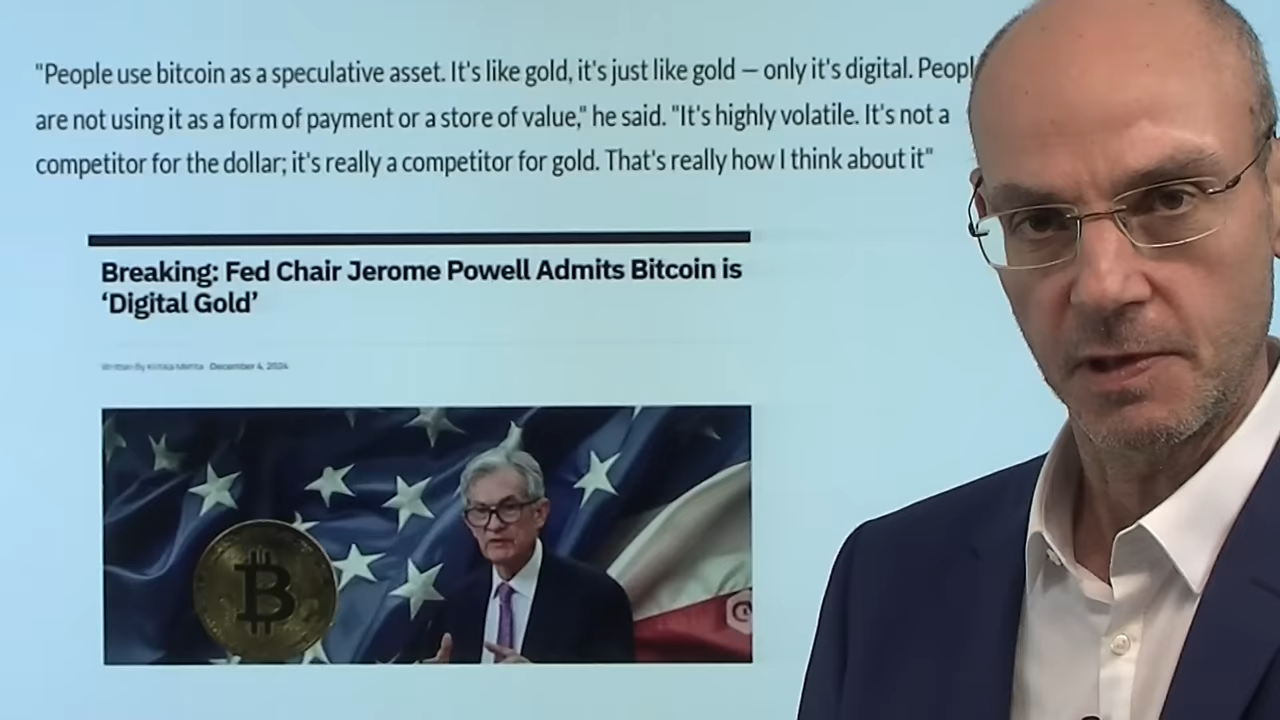 "People use bitcoin as a speculative asset. It's like gold, it's just like gold — only it's digital. Peopl
are not using it as a form of payment or a store of value," he said. "It's highly volatile. It's not a
competitor for the dollar; it's really a competitor for gold. That's really how I think about it"
Breaking: Fed Chair Jerome Powell Admits Bitcoin is
‘Digital Gold’
Written By December 4, 2024